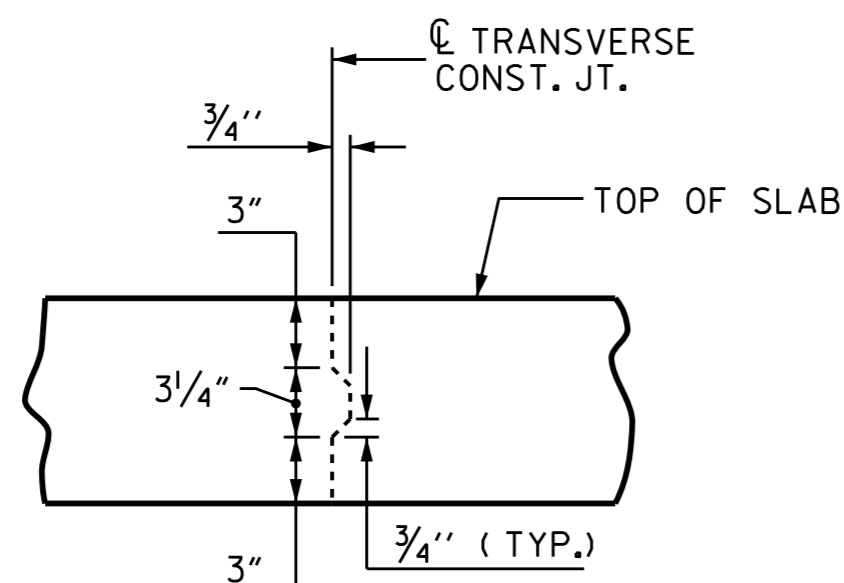 ℄ TRANSVERSE
CONST. JT.
3/4"
TOP OF SLAB
3"
3 1/4"
3/4" (TYP.)
3"